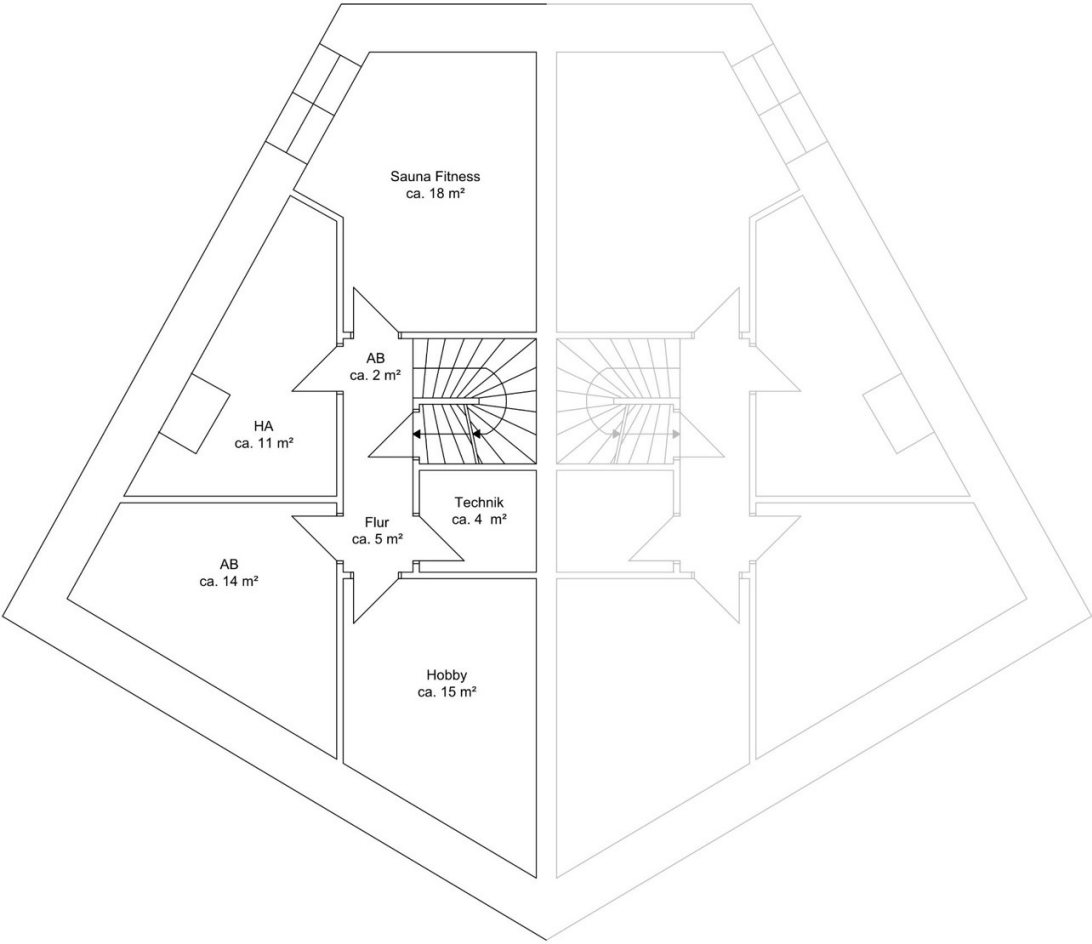 Sauna Fitness
ca. 18 m²
AB
ca. 2 m²
HA
ca. 11 m²
Technik
ca. 4 m²
Flur
ca. 5 m²
AB
ca. 14 m²
Hobby
ca. 15 m²